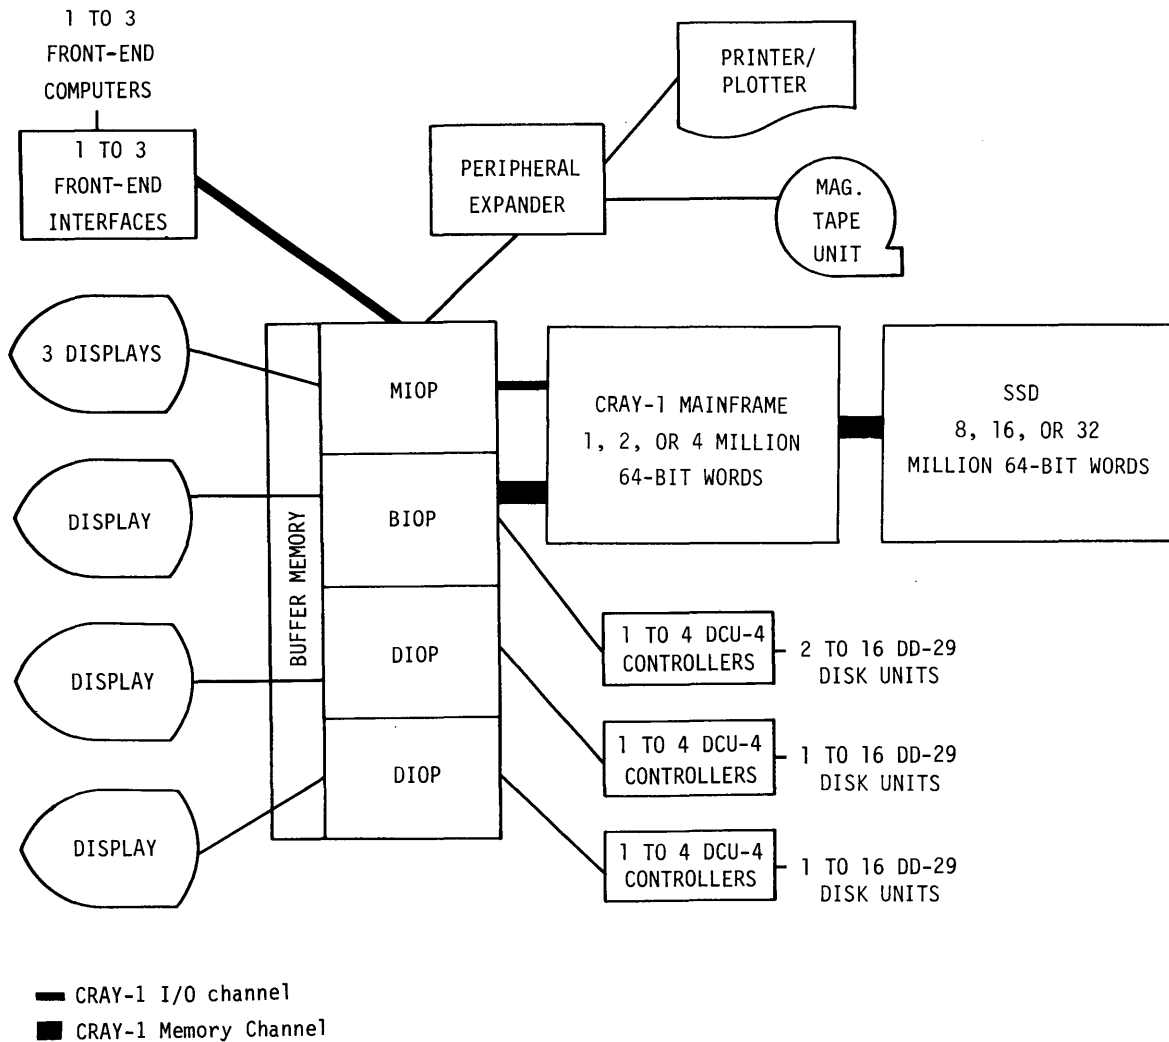 1 TO 3
FRONT-END
COMPUTERS
1 TO 3
FRONT-END
INTERFACES
PERIPHERAL
EXPANDER
PRINTER/
PLOTTER
MAG.
TAPE
UNIT
3 DISPLAYS
DISPLAY
DISPLAY
DISPLAY
BUFFER MEMORY
MIOP
BIOP
DIOP
DIOP
CRAY-1 MAINFRAME
1, 2, OR 4 MILLION
64-BIT WORDS
SSD
8, 16, OR 32
MILLION 64-BIT WORDS
1 TO 4 DCU-4
CONTROLLERS
2 TO 16 DD-29
DISK UNITS
1 TO 4 DCU-4
CONTROLLERS
1 TO 16 DD-29
DISK UNITS
1 TO 4 DCU-4
CONTROLLERS
1 TO 16 DD-29
DISK UNITS
CRAY-1 I/O channel
CRAY-1 Memory Channel